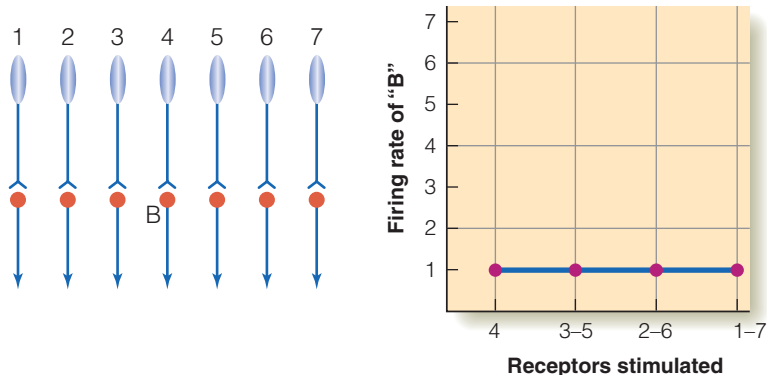 1 2 3 4 5 6 7
B
Firing rate of “B”
7
6
5
4
3
2
1
4 3–5 2–6 1–7
Receptors stimulated